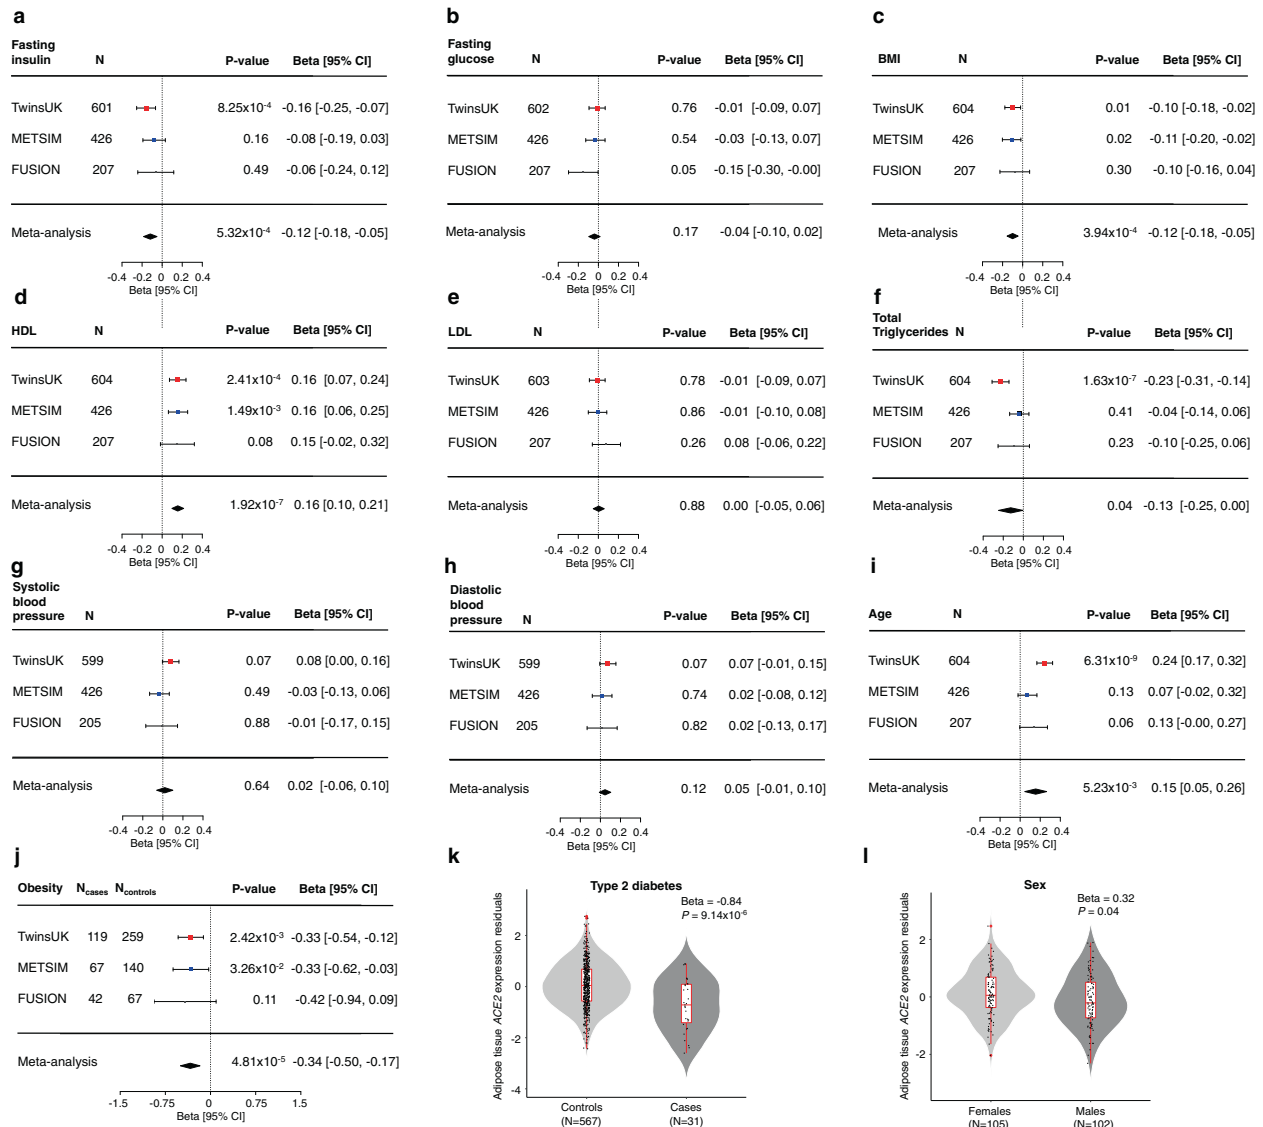 a
Fasting
insulin N P-value Beta [95% CI]
TwinsUK 601 8.25x10-4 -0.16 [-0.25, -0.07]
METSIM 426 0.16 -0.08 [-0.19, 0.03]
FUSION 207 0.49 -0.06 [-0.24, 0.12]
Meta-analysis 5.32x10-4 -0.12 [-0.18, -0.05]
-0.4 -0.2 0 0.2 0.4
Beta [95% CI]
b
Fasting
glucose N P-value Beta [95% CI]
TwinsUK 602 0.76 -0.01 [-0.09, 0.07]
METSIM 426 0.54 -0.03 [-0.13, 0.07]
FUSION 207 0.05 -0.15 [-0.30, -0.00]
Meta-analysis 0.17 -0.04 [-0.10, 0.02]
-0.4 -0.2 0 0.2 0.4
Beta [95% CI]
c
BMI N P-value Beta [95% CI]
TwinsUK 604 0.01 -0.10 [-0.18, -0.02]
METSIM 426 0.02 -0.11 [-0.20, -0.02]
FUSION 207 0.30 -0.10 [-0.16, 0.04]
Meta-analysis 3.94x10-4 -0.12 [-0.18, -0.05]
-0.4 -0.2 0 0.2 0.4
Beta [95% CI]
d
HDL N P-value Beta [95% CI]
TwinsUK 604 2.41x10-4 0.16 [0.07, 0.24]
METSIM 426 1.49x10-3 0.16 [0.06, 0.25]
FUSION 207 0.08 0.15 [-0.02, 0.32]
Meta-analysis 1.92x10-7 0.16 [0.10, 0.21]
-0.4 -0.2 0 0.2 0.4
Beta [95% CI]
e
LDL N P-value Beta [95% CI]
TwinsUK 603 0.78 -0.01 [-0.09, 0.07]
METSIM 426 0.86 -0.01 [-0.10, 0.08]
FUSION 207 0.26 0.08 [-0.06, 0.22]
Meta-analysis 0.88 0.00 [-0.05, 0.06]
-0.4 -0.2 0 0.2 0.4
Beta [95% CI]
f
Total
Triglycerides N P-value Beta [95% CI]
TwinsUK 604 1.63x10-7 -0.23 [-0.31, -0.14]
METSIM 426 0.41 -0.04 [-0.14, 0.06]
FUSION 207 0.23 -0.10 [-0.25, 0.06]
Meta-analysis 0.04 -0.13 [-0.25, 0.00]
-0.4 -0.2 0 0.2 0.4
Beta [95% CI]
g
Systolic
blood
pressure N P-value Beta [95% CI]
TwinsUK 599 0.07 0.08 [0.00, 0.16]
METSIM 426 0.49 -0.03 [-0.13, 0.06]
FUSION 205 0.88 -0.01 [-0.17, 0.15]
Meta-analysis 0.64 0.02 [-0.06, 0.10]
-0.4 -0.2 0 0.2 0.4
Beta [95% CI]
h
Diastolic
blood
pressure N P-value Beta [95% CI]
TwinsUK 599 0.07 0.07 [-0.01, 0.15]
METSIM 426 0.74 0.02 [-0.08, 0.12]
FUSION 205 0.82 0.02 [-0.13, 0.17]
Meta-analysis 0.12 0.05 [-0.01, 0.10]
-0.4 -0.2 0 0.2 0.4
Beta [95% CI]
i
Age N P-value Beta [95% CI]
TwinsUK 604 6.31x10-9 0.24 [0.17, 0.32]
METSIM 426 0.13 0.07 [-0.02, 0.32]
FUSION 207 0.06 0.13 [-0.00, 0.27]
Meta-analysis 5.23x10-3 0.15 [0.05, 0.26]
-0.4 -0.2 0 0.2 0.4
Beta [95% CI]
j
Obesity Ncases Ncontrols P-value Beta [95% CI]
TwinsUK 119 259 2.42x10-3 -0.33 [-0.54, -0.12]
METSIM 67 140 3.26x10-2 -0.33 [-0.62, -0.03]
FUSION 42 67 0.11 -0.42 [-0.94, 0.09]
Meta-analysis 4.81x10-5 -0.34 [-0.50, -0.17]
-1.5 -0.75 0 0.75 1.5
Beta [95% CI]
k
Type 2 diabetes
Beta = -0.84
P = 9.14x10-6
Adipose tissue ACE2 expression residuals
2
0
-2
-4
Controls Cases
(N=567) (N=31)
l
Sex
Beta = 0.32
P = 0.04
Adipose tissue ACE2 expression residuals
2
0
-2
Females Males
(N=105) (N=102)